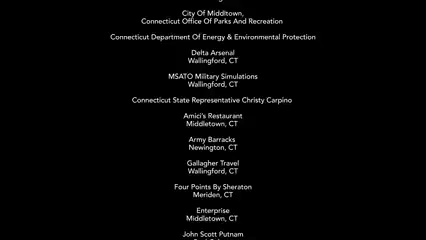 City Of Middltown,
Connecticut Office Of Parks And Recreation
Connecticut Department Of Energy & Environmental Protection
Delta Arsenal
Wallingford, CT
MSATO Military Simulations
Wallingford, CT
Connecticut State Representative Christy Carpino
Amici's Restaurant
Middletown, CT
Army Barracks
Newington, CT
Gallagher Travel
Wallingford, CT
Four Points By Sheraton
Meriden, CT
Enterprise
Middletown, CT
John Scott Putnam